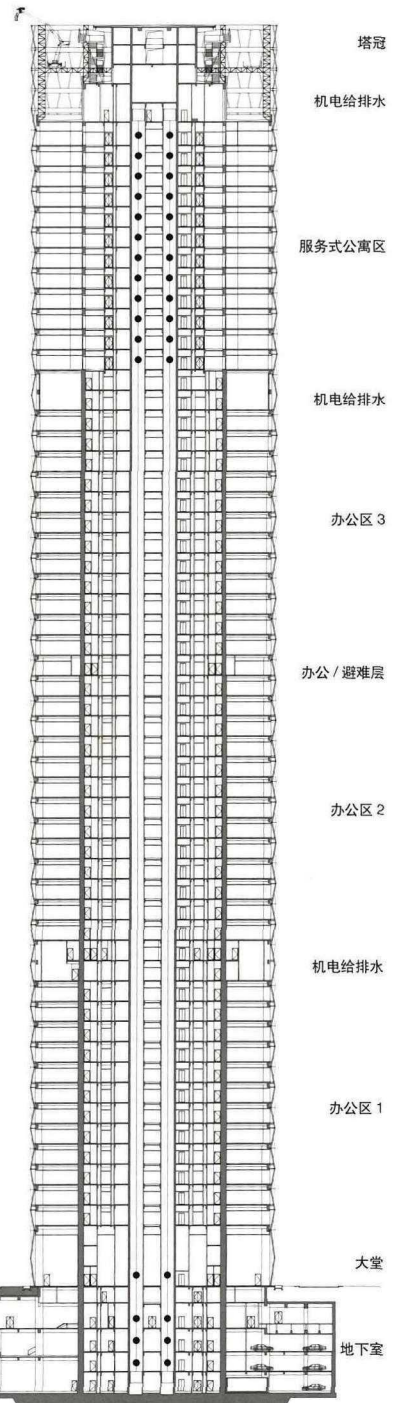 塔冠
机电给排水
服务式公寓区
机电给排水
办公区 3
办公 / 避难层
办公区 2
机电给排水
办公区 1
大堂
地下室